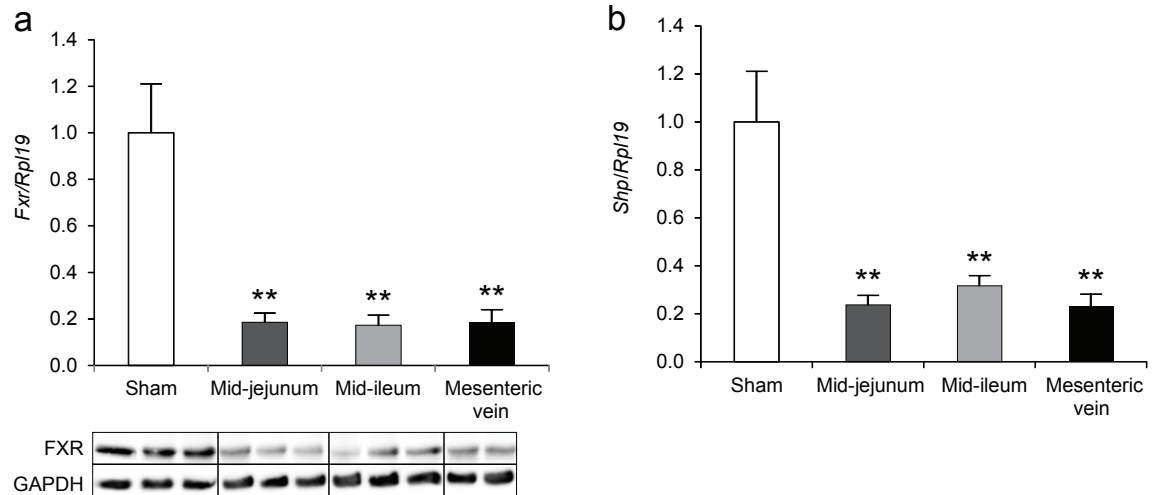 a
1.4
1.2
1.0
0.8
0.6
0.4
0.2
0.0
Fxr/Rpl19
**
**
**
Sham
Mid-jejunum
Mid-ileum
Mesenteric
vein
FXR
GAPDH
b
1.4
1.2
1.0
0.8
0.6
0.4
0.2
0.0
Shp/Rpl19
**
**
**
Sham
Mid-jejunum
Mid-ileum
Mesenteric
vein